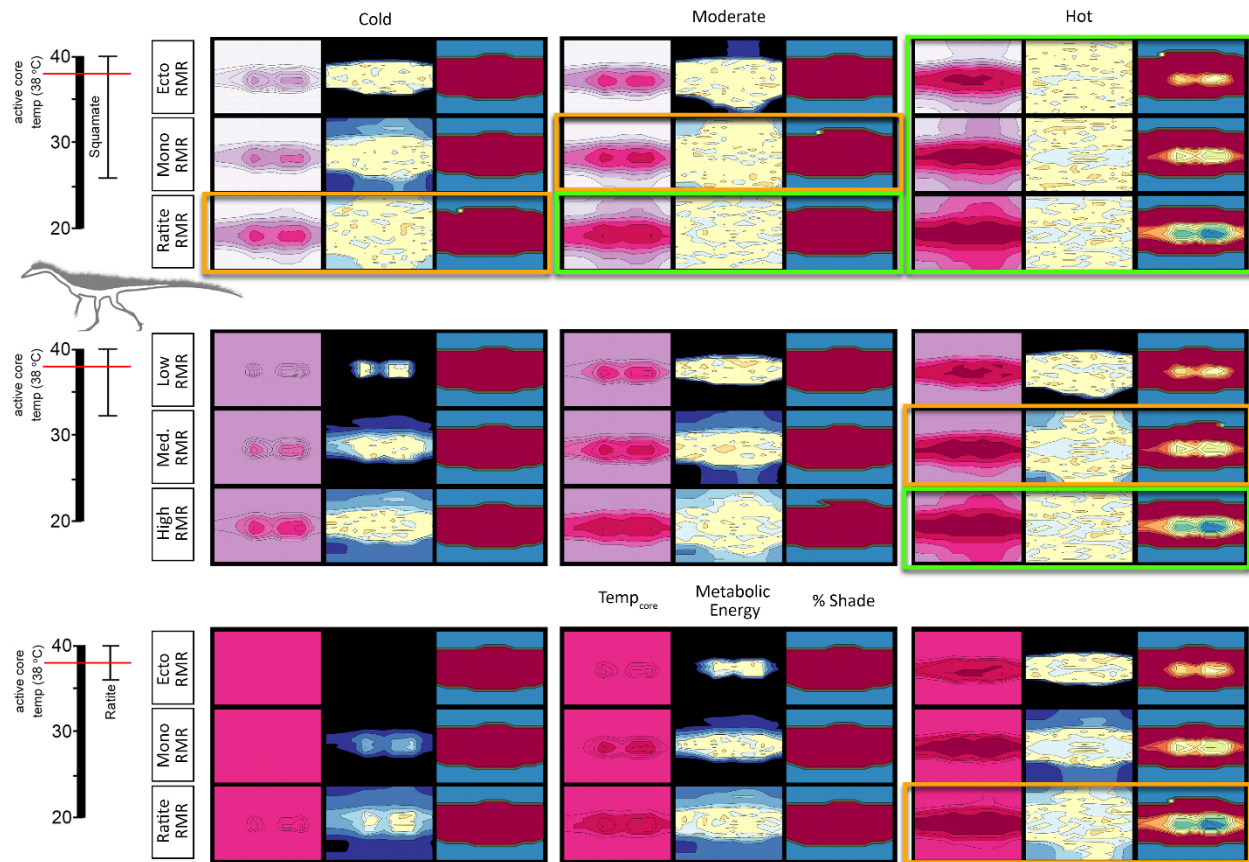 Cold
Moderate
Hot
active core
temp (38 °C)
40
30
20
Squamate
Ecto
RMR
Mono
RMR
Ratite
RMR
active core
temp (38 °C)
40
30
20
Low
RMR
Med.
RMR
High
RMR
Temp core
Metabolic
Energy
% Shade
active core
temp (38 °C)
40
30
20
Ratite
Ecto
RMR
Mono
RMR
Ratite
RMR